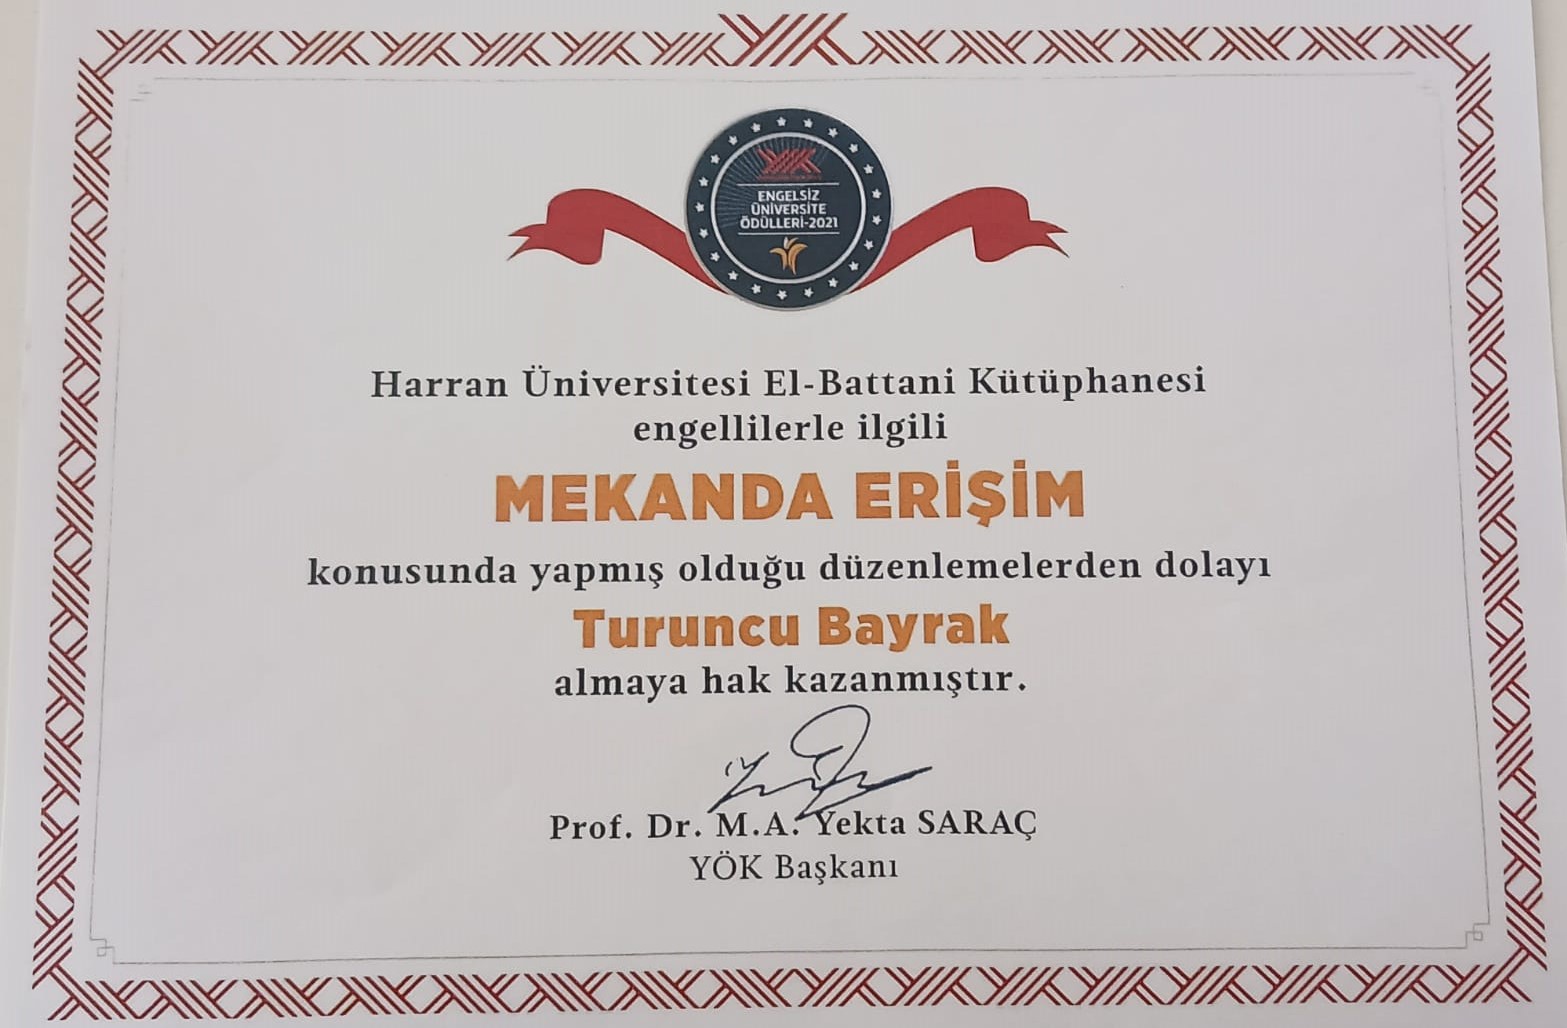 ENGELSİZ
ÜNİVERSİTE
ÖDÜLLERİ-2021
Harran Üniversitesi El-Battani Kütüphanesi
engellilerle ilgili
MEKANDA ERİŞİM
konusunda yapmış olduğu düzenlemelerden dolayı
Turuncu Bayrak
almaya hak kazanmıştır.
Prof. Dr. M.A. Yekta SARAÇ
YÖK Başkanı